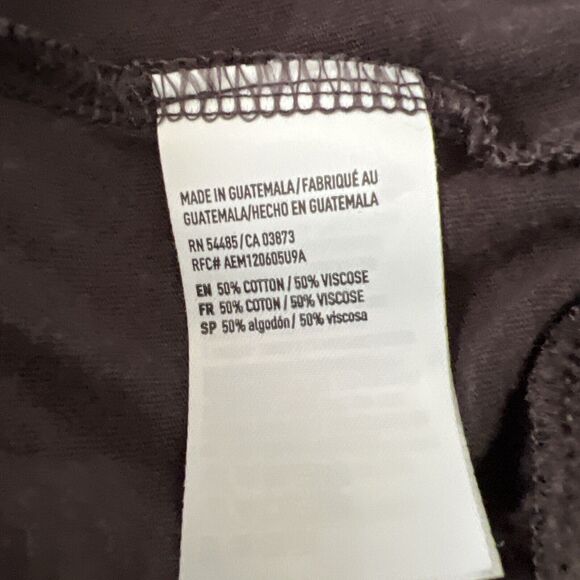 MADE IN GUATEMALA/FABRIQUÉ AU
GUATEMALA/HECHO EN GUATEMALA
RN 54485/CA 03873
RFC# AEM120605U9A
EN 50% COTTON / 50% VISCOSE
FR 50% COTON / 50% VISCOSE
SP 50% algodón / 50% viscosa